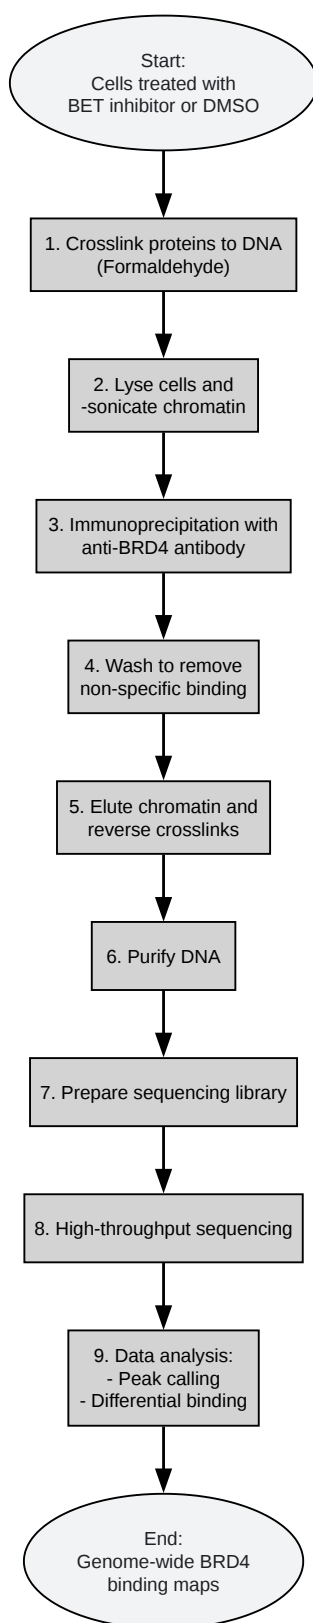 Start:
Cells treated with
BET inhibitor or DMSO
1. Crosslink proteins to DNA
(Formaldehyde)
2. Lyse cells and
-sonicate chromatin
3. Immunoprecipitation with
anti-BRD4 antibody
4. Wash to remove
non-specific binding
5. Elute chromatin and
reverse crosslinks
6. Purify DNA
7. Prepare sequencing library
8. High-throughput sequencing
9. Data analysis:
- Peak calling
- Differential binding
End:
Genome-wide BRD4
binding maps